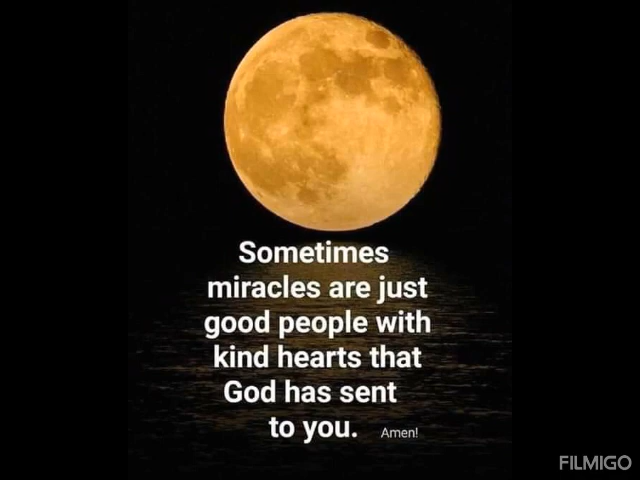 Sometimes
miracles are just
good people with
kind hearts that
God has sent
to you. Amen!
FILMIGO